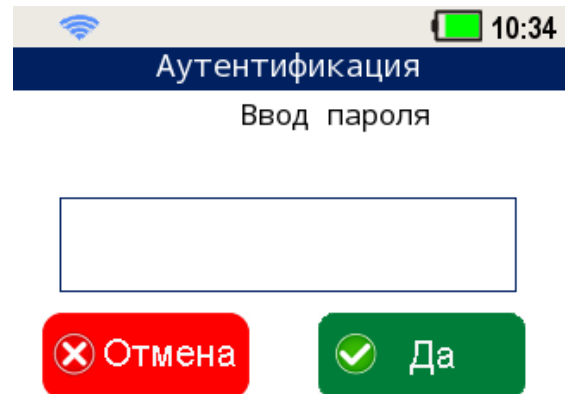 10:34
Аутентификация
Ввод пароля
Отмена
Да